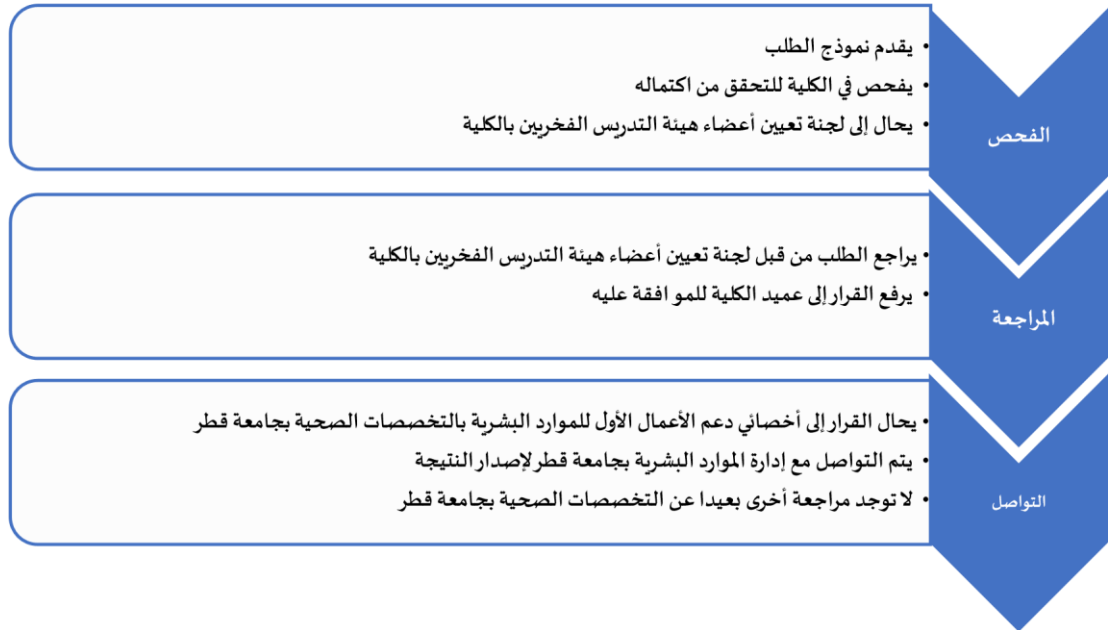 الفحص
• يقدم نموذج الطلب
• يفحص في الكلية للتحقق من اكتماله
• يحال إلى لجنة تعيين أعضاء هيئة التدريس الفخريين بالكلية
المراجعة
• يراجع الطلب من قبل لجنة تعيين أعضاء هيئة التدريس الفخريين بالكلية
• يرفع القرار إلى عميد الكلية للموافقة عليه
التواصل
• يحال القرار إلى أخصائي دعم الأعمال الأول للموارد البشرية بالتخصصات الصحية بجامعة قطر
• يتم التواصل مع إدارة الموارد البشرية بجامعة قطر لإصدار النتيجة
• لا توجد مراجعة أخرى بعيدا عن التخصصات الصحية بجامعة قطر